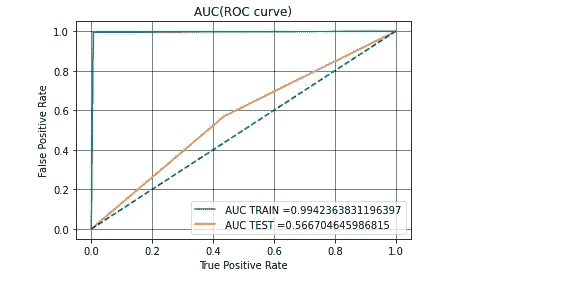 AUC(ROC curve)
1.0
0.8
0.6
0.4
0.2
0.0
False Positive Rate
AUC TRAIN =0.9942363831196397
AUC TEST =0.566704645986815
0.0 0.2 0.4 0.6 0.8 1.0
True Positive Rate